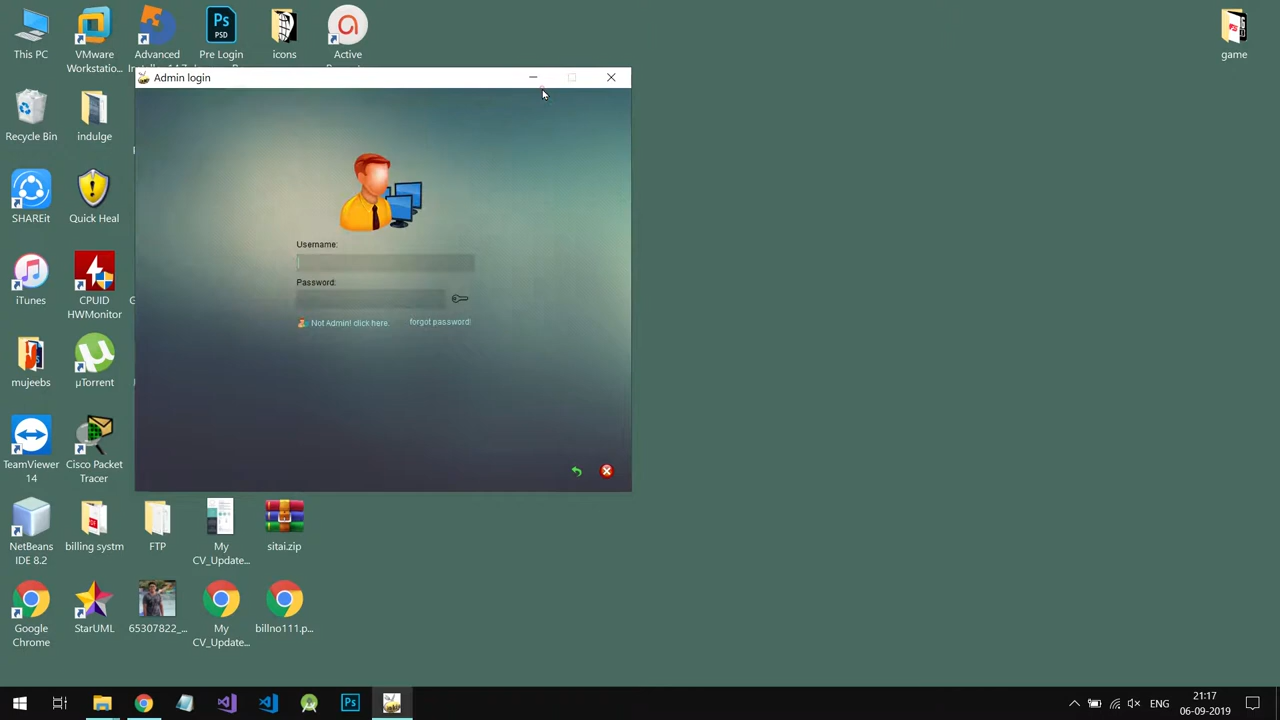 This PC
VMware
Workstatio...
Advanced
Ps
PSD
Pre Login
icons
Active
game
Admin login
Recycle Bin
indulge
SHAREit
Quick Heal
Username:
Password:
Not Admin! click here.
forgot password!
iTunes
CPUID
HWMonitor
mujeebs
µTorrent
TeamViewer
14
Cisco Packet
Tracer
NetBeans
IDE 8.2
PDF
billing systm
FTP
My
CV_Update...
sitai.zip
Google
Chrome
StarUML
65307822_...
My
CV_Update...
billno111.p...
Ps
ENG
21:17
06-09-2019